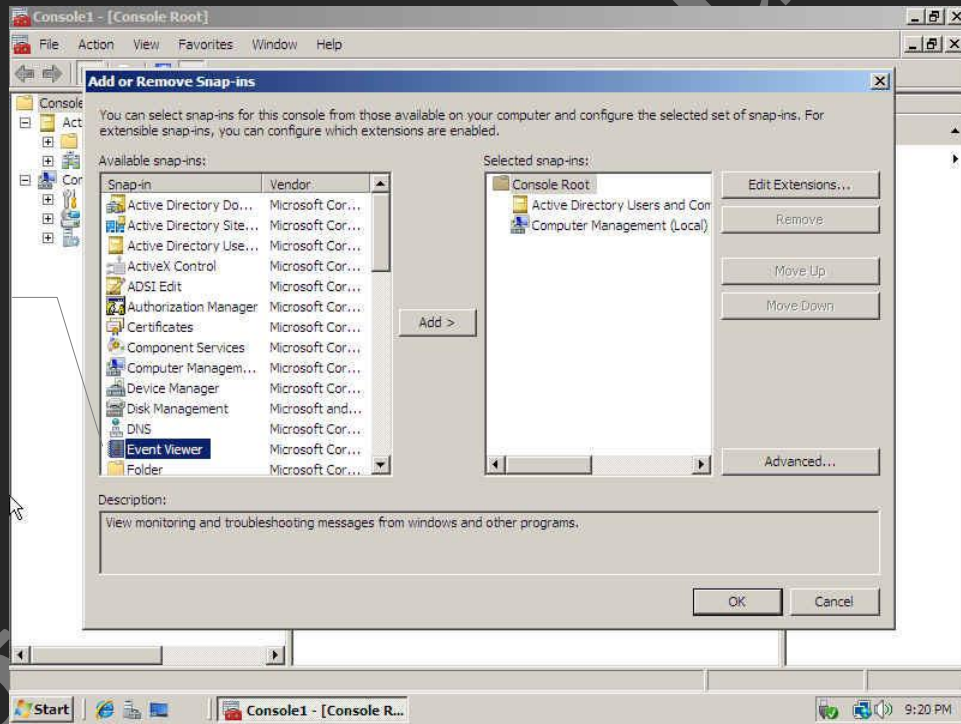 Console1 - [Console Root]
File Action View Favorites Window Help
Add or Remove Snap-ins
Console
Act
Cor
You can select snap-ins for this console from those available on your computer and configure the selected set of snap-ins. For
extensible snap-ins, you can configure which extensions are enabled.
Available snap-ins:
Snap-in Vendor
Active Directory Do... Microsoft Cor...
Active Directory Site... Microsoft Cor...
Active Directory Use... Microsoft Cor...
ActiveX Control Microsoft Cor...
ADSI Edit Microsoft Cor...
Authorization Manager Microsoft Cor...
Certificates Microsoft Cor...
Component Services Microsoft Cor...
Computer Managem... Microsoft Cor...
Device Manager Microsoft Cor...
Disk Management Microsoft and...
DNS Microsoft Cor...
Event Viewer Microsoft Cor...
Folder Microsoft Cor...
Add >
Selected snap-ins:
Console Root
Active Directory Users and Com
Computer Management (Local)
Edit Extensions...
Remove
Move Up
Move Down
Advanced...
Description:
View monitoring and troubleshooting messages from windows and other programs.
OK Cancel
Start Console1 - [Console R... 9:20 PM